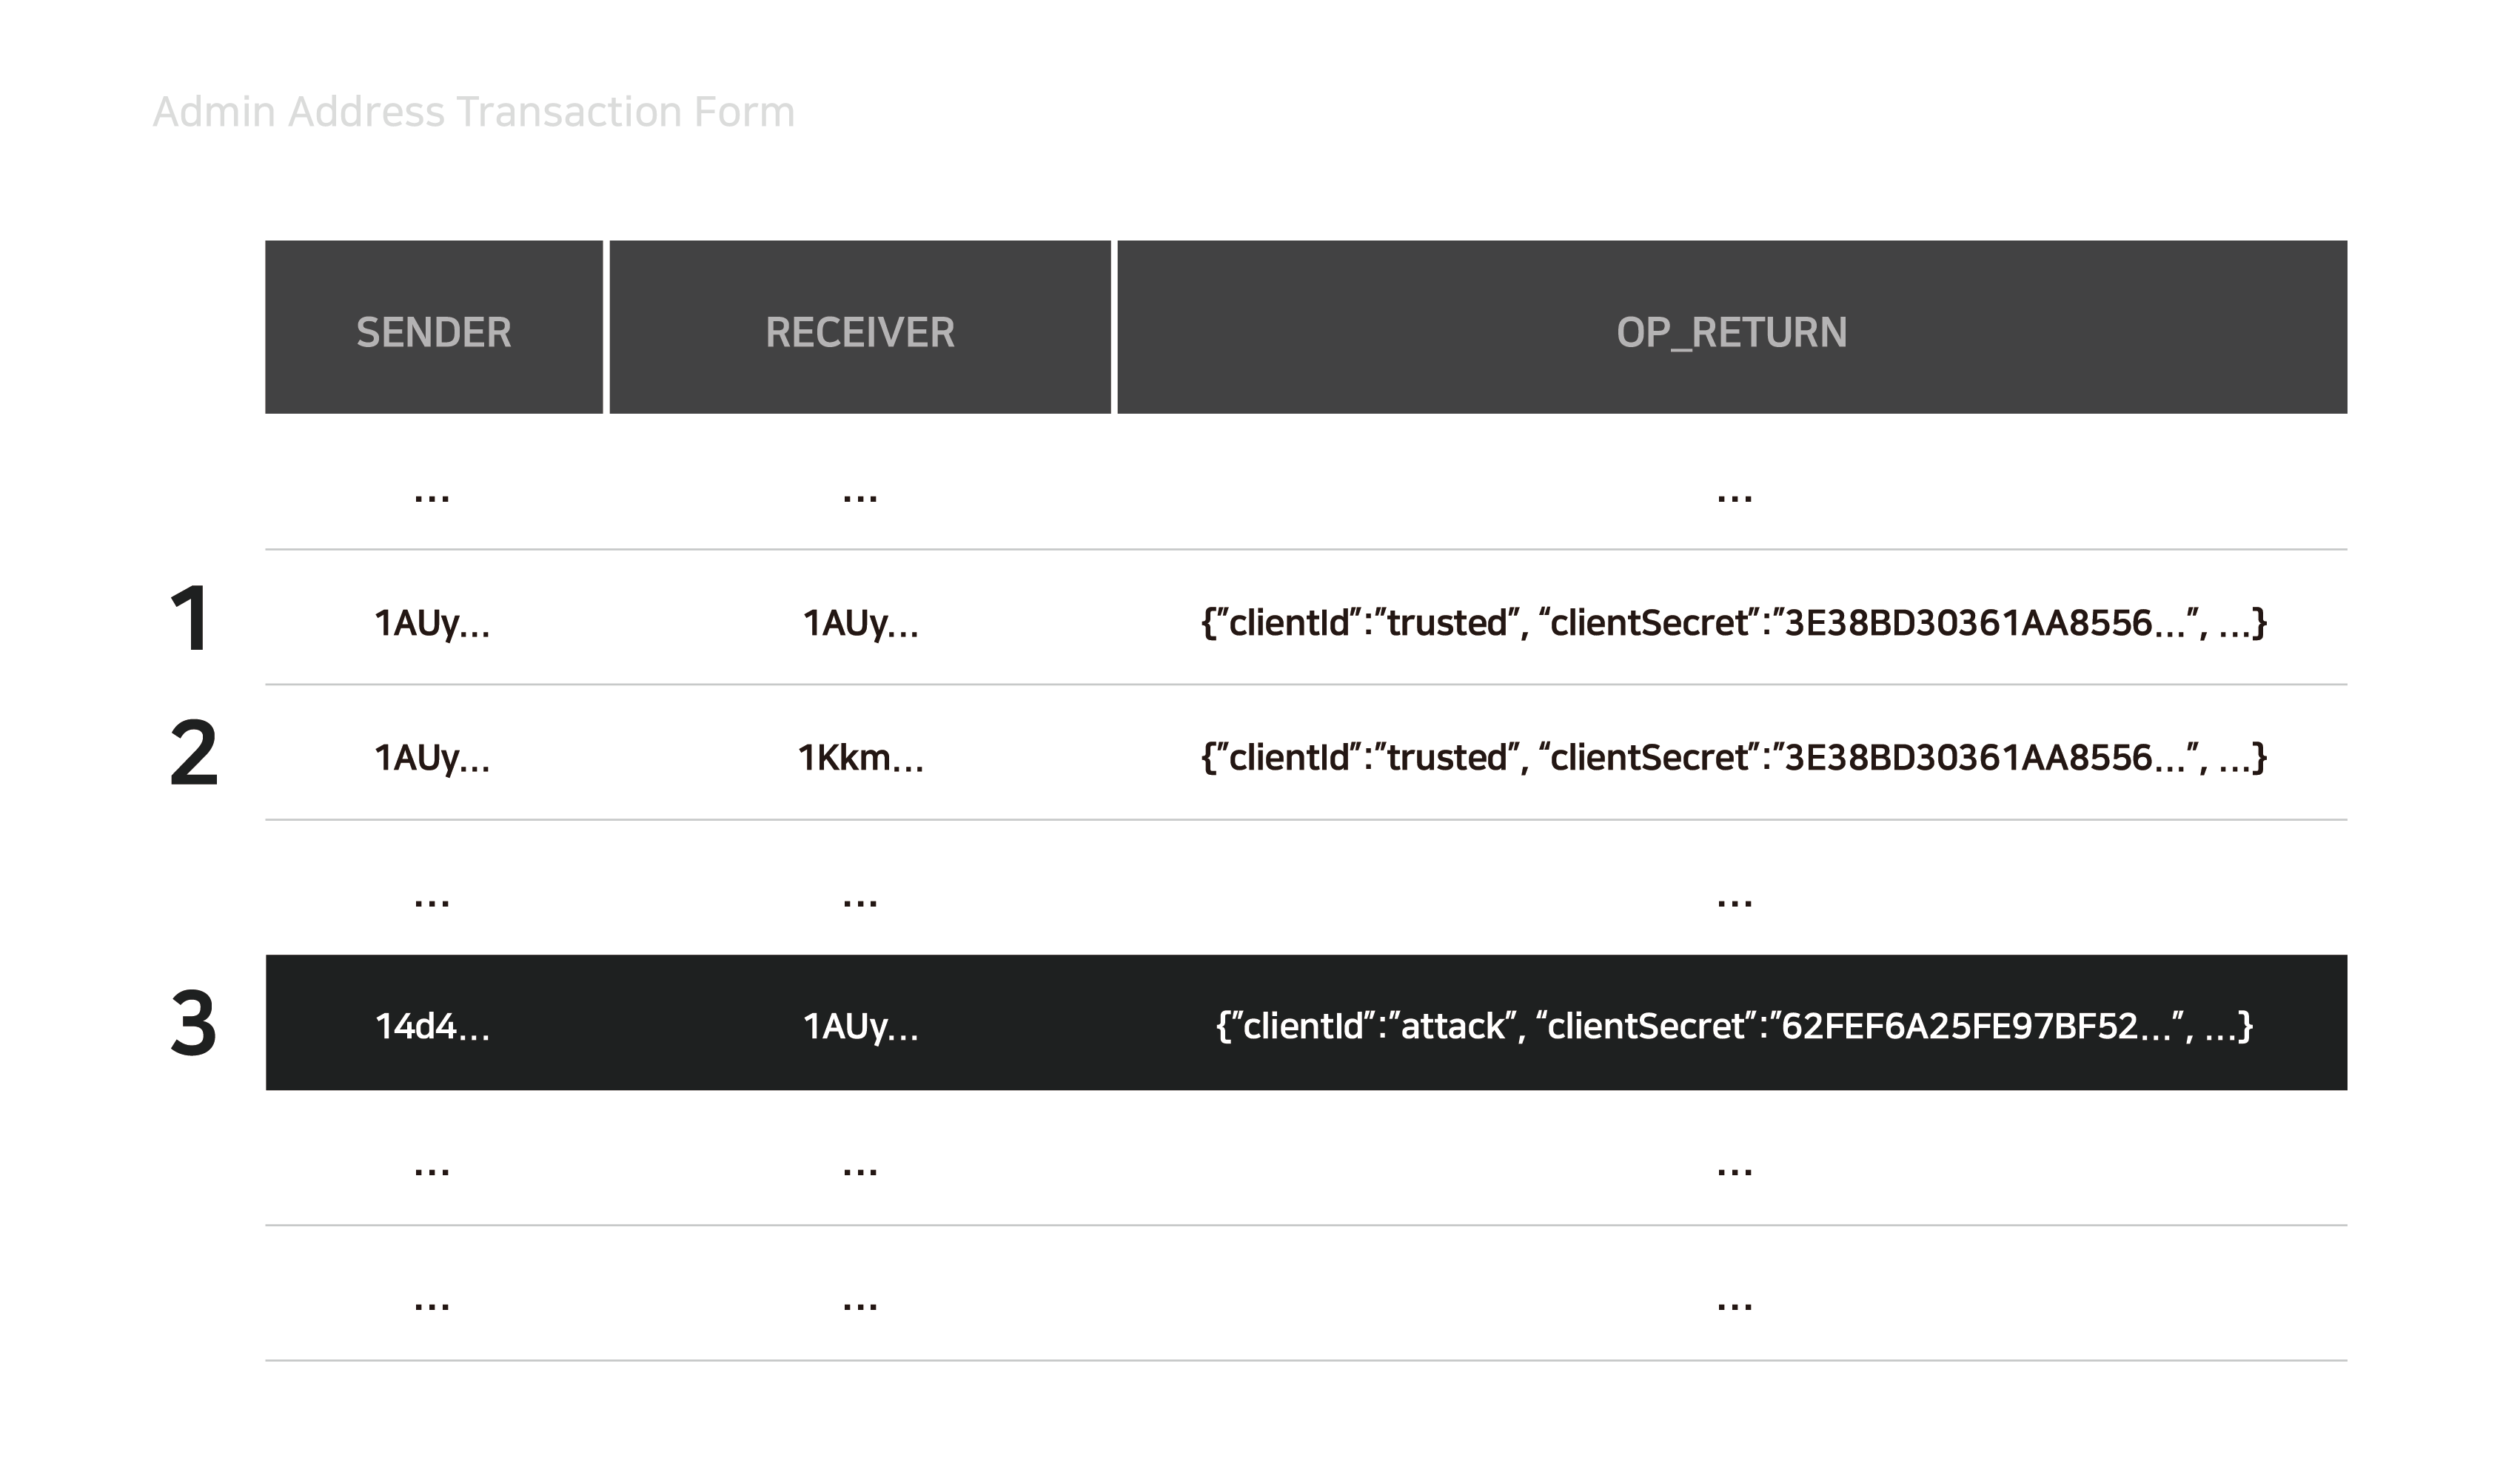 Admin Address Transaction Form
SENDER RECEIVER OP_RETURN
... ... ...
1 1AUy... 1AUy... {”clientId”:”trusted”, “clientSecret”:”3E38BD30361AA8556...”, ...}
2 1AUy... 1Kkm... {”clientId”:”trusted”, “clientSecret”:”3E38BD30361AA8556...”, ...}
... ... ...
3 14d4... 1AUy... {”clientId”:”attack”, “clientSecret”:”62FEF6A25FE97BF52...”, ...}
... ... ...
... ... ...